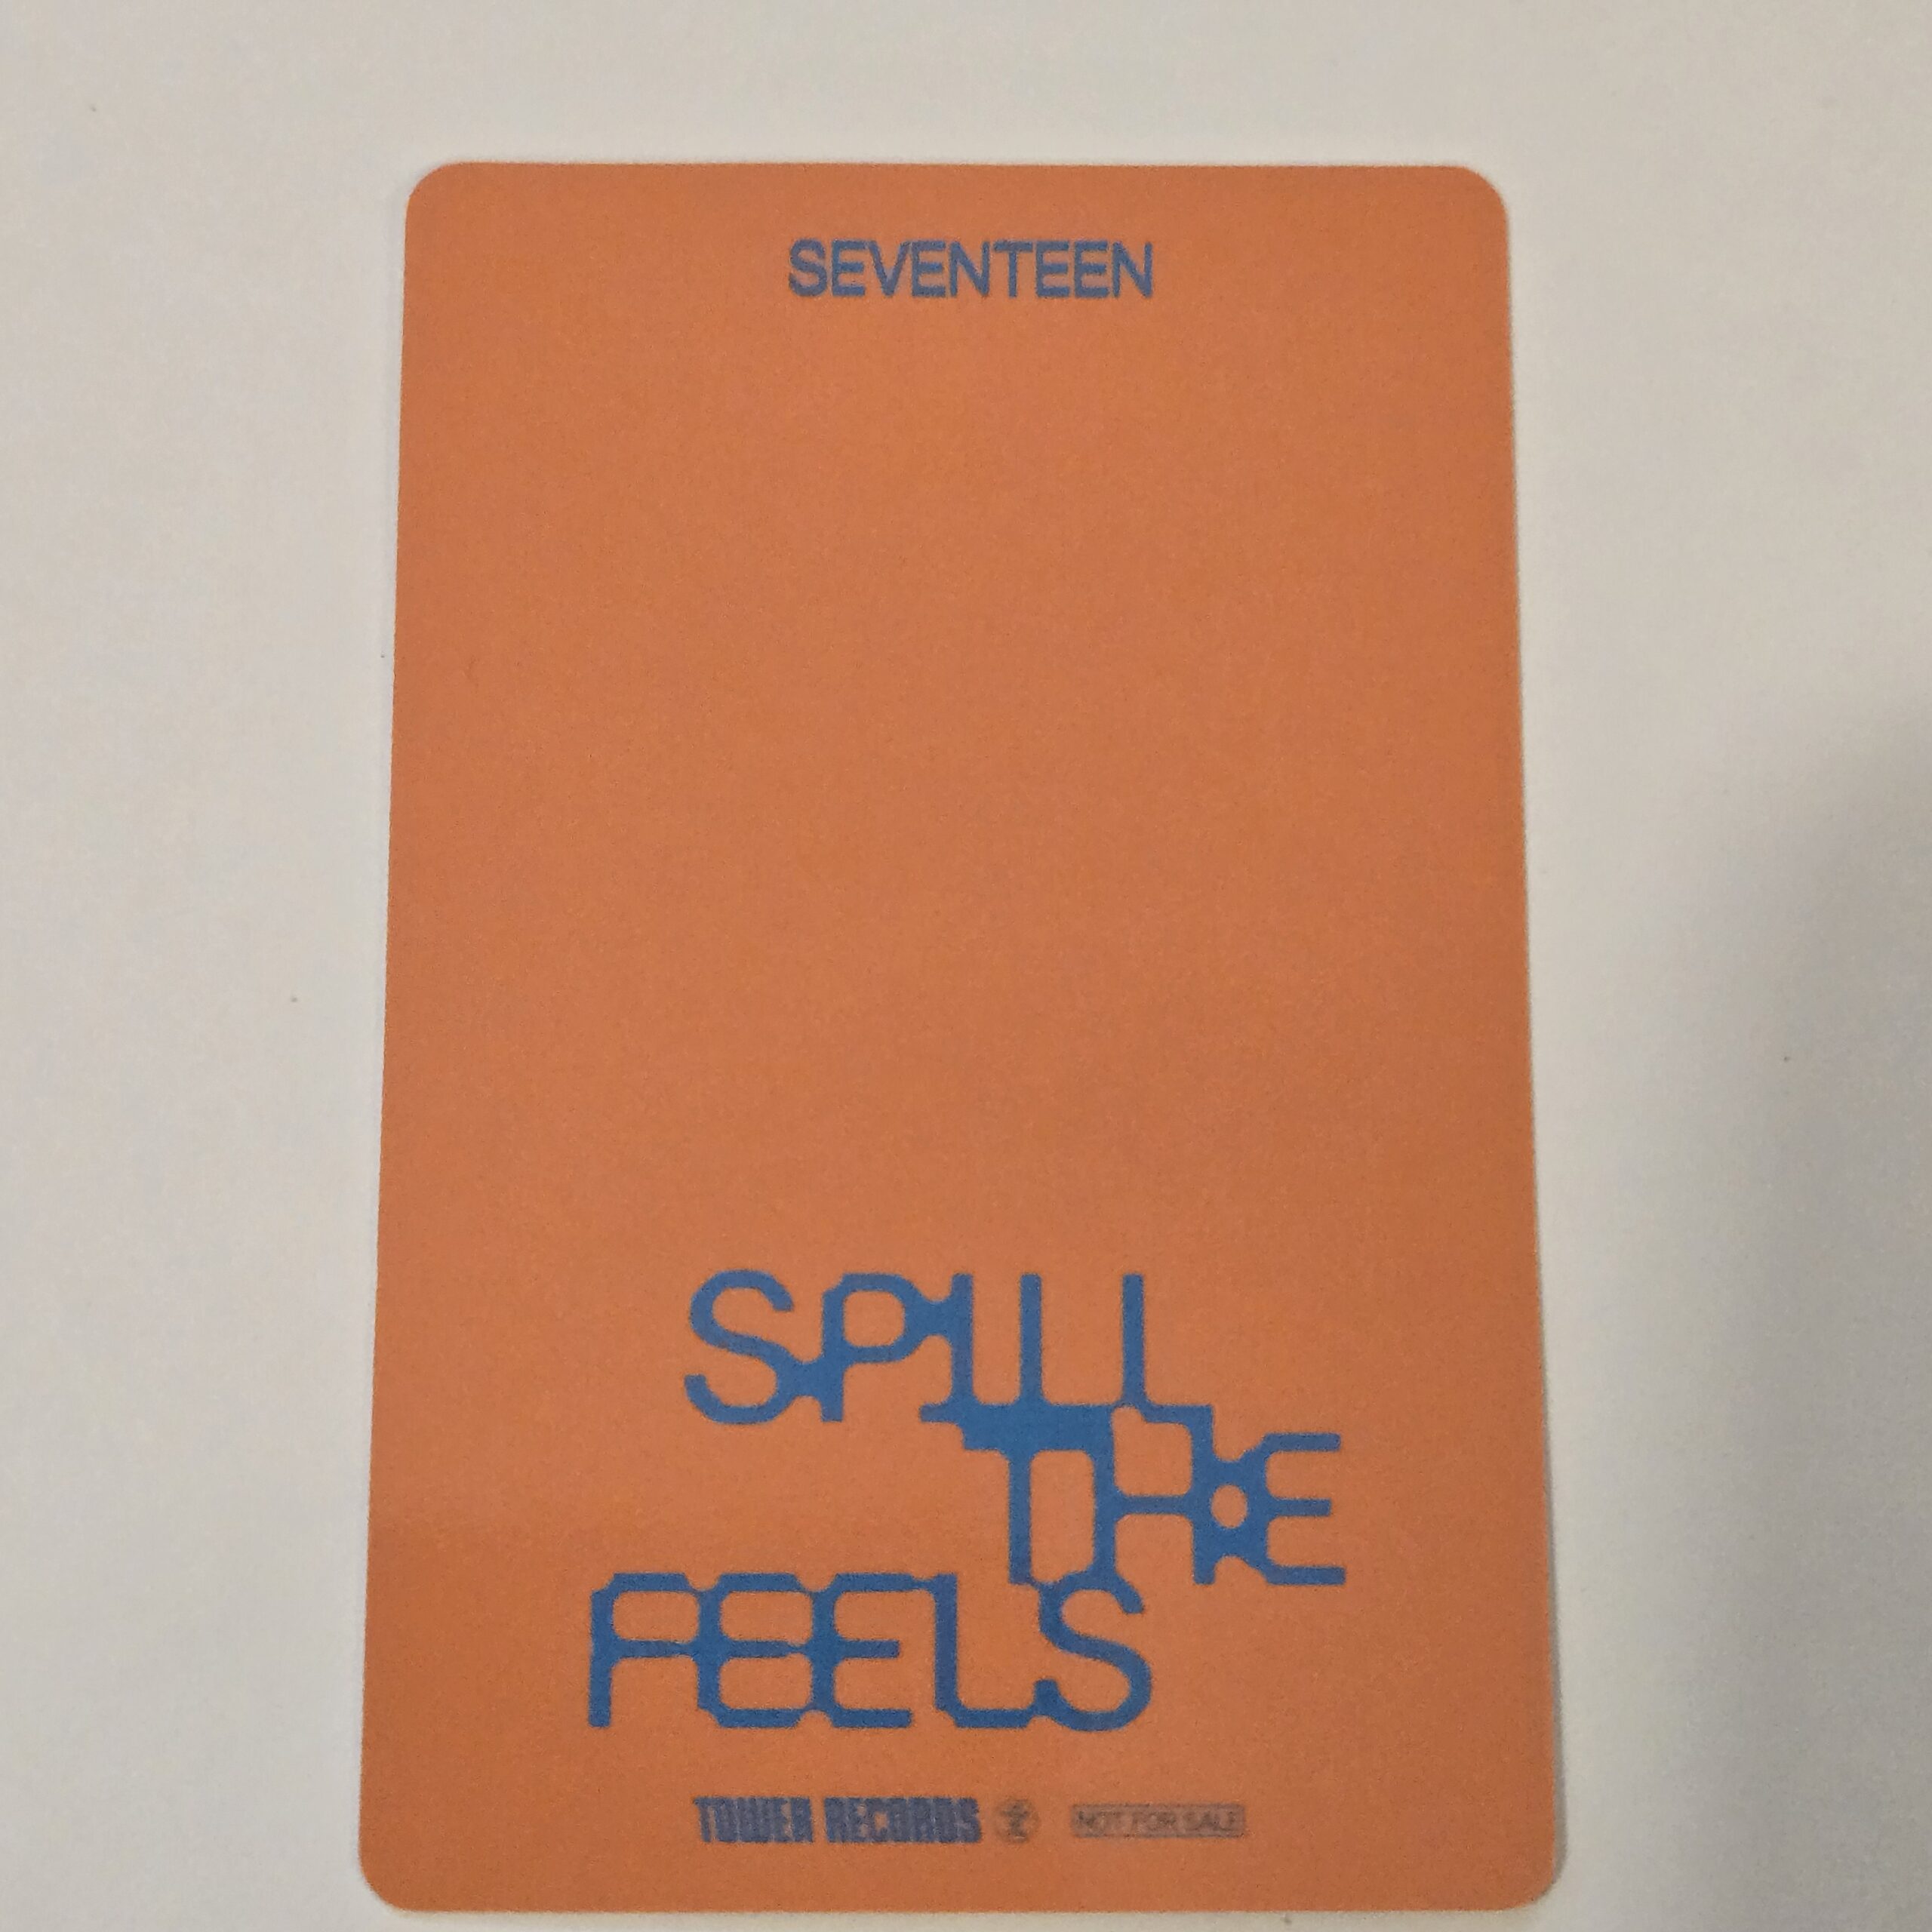 SEVENTEEN
SPILL
THE
FEELS
TOWER RECORDS NOT FOR SALE